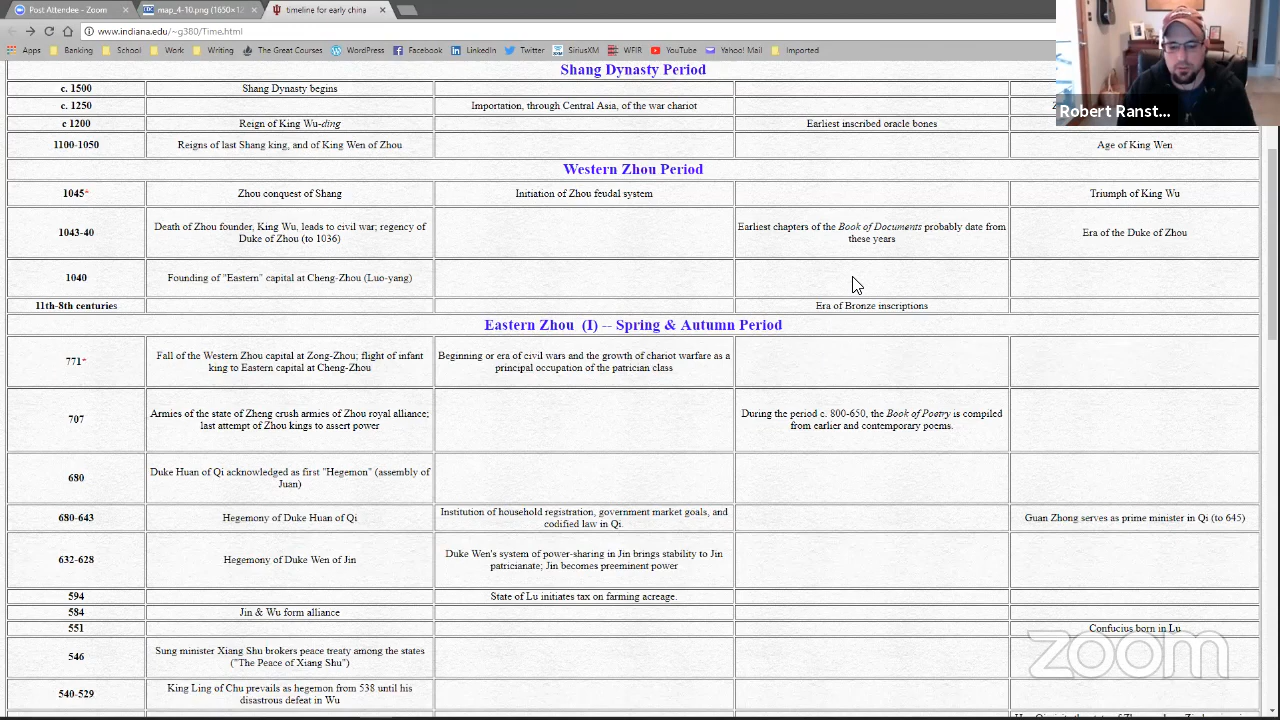 Post Attendee - Zoom
map_4-10.png (1650×1.
timeline for early china
www.indiana.edu/~g380/Time.html
Apps Banking School Work Writing The Great Courses Wordpress Facebook LinkedIn Twitter SiriusXM WFIR YouTube Yahoo! Mail Imported
Robert Ranst...
Shang Dynasty Period
c. 1500 Shang Dynasty begins
c. 1250 Importation, through Central Asia, of the war chariot
c 1200 Reign of King Wu-ding Earliest inscribed oracle bones
1100-1050 Reigns of last Shang king, and of King Wen of Zhou Age of King Wen
Western Zhou Period
1045* Zhou conquest of Shang Initiation of Zhou feudal system Triumph of King Wu
1043-40 Death of Zhou founder, King Wu, leads to civil war; regency of
Duke of Zhou (to 1036)
Earliest chapters of the Book of Documents probably date from
these years
Era of the Duke of Zhou
1040 Founding of "Eastern" capital at Cheng-Zhou (Luo-yang)
11th-8th centuries Era of Bronze inscriptions
Eastern Zhou (I) -- Spring & Autumn Period
771* Fall of the Western Zhou capital at Zong-Zhou; flight of infant
king to Eastern capital at Cheng-Zhou
Beginning or era of civil wars and the growth of chariot warfare as a
principal occupation of the patrician class
707 Armies of the state of Zheng crush armies of Zhou royal alliance;
last attempt of Zhou kings to assert power
During the period c. 800-650, the Book of Poetry is compiled
from earlier and contemporary poems.
680 Duke Huan of Qi acknowledged as first "Hegemon" (assembly of
Juan)
680-643 Hegemony of Duke Huan of Qi
Institution of household registration, government market goals, and
codified law in Qi.
Guan Zhong serves as prime minister in Qi (to 645)
632-628 Hegemony of Duke Wen of Jin
Duke Wen's system of power-sharing in Jin brings stability to Jin
patricianate; Jin becomes preeminent power
594 State of Lu initiates tax on farming acreage.
584 Jin & Wu form alliance
551 Confucius born in Lu
546 Sung minister Xiang Shu brokers peace treaty among the states
("The Peace of Xiang Shu")
540-529 King Ling of Chu prevails as hegemon from 538 until his
disastrous defeat in Wu
zoom